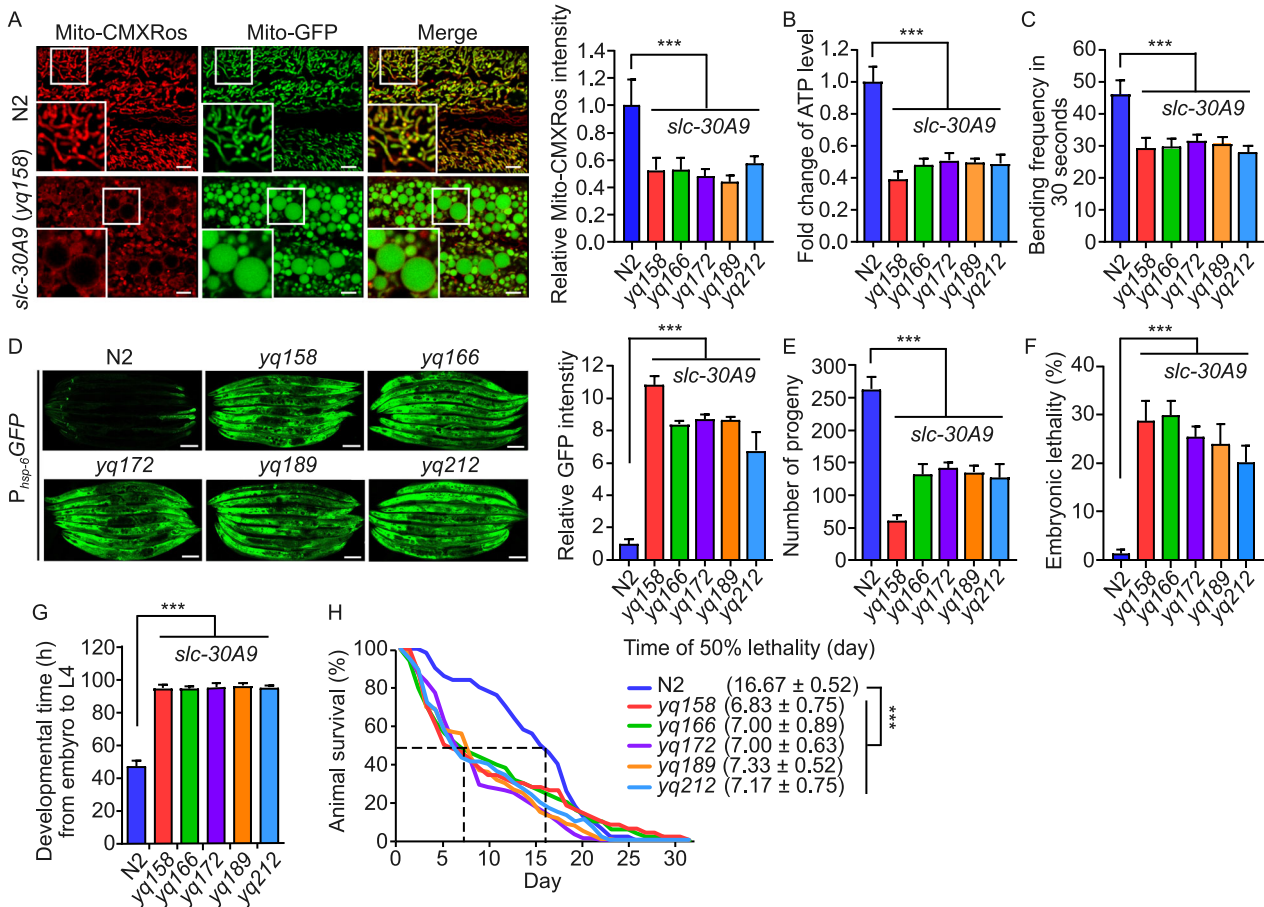 A
Mito-CMXRos
Mito-GFP
Merge
N2
slc-30A9 (yq158)
Relative Mito-CMXRos intensity
1.4
1.2
1.0
0.8
0.6
0.4
0.2
0.0
***
slc-30A9
N2
yq158
yq166
yq172
yq189
yq212
B
Fold change of ATP level
1.2
1.0
0.8
0.6
0.4
0.2
0.0
***
slc-30A9
N2
yq158
yq166
yq172
yq189
yq212
C
Bending frequency in
30 seconds
60
50
40
30
20
10
0
***
slc-30A9
N2
yq158
yq166
yq172
yq189
yq212
D
N2
yq158
yq166
Phsp-6GFP
yq172
yq189
yq212
Relative GFP intenstiy
12
10
8
6
4
2
0
***
slc-30A9
N2
yq158
yq166
yq172
yq189
yq212
E
Number of progeny
300
250
200
150
100
50
0
***
slc-30A9
N2
yq158
yq166
yq172
yq189
yq212
F
Embryonic lethality (%)
40
30
20
10
0
***
slc-30A9
N2
yq158
yq166
yq172
yq189
yq212
G
Developmental time (h)
from embyro to L4
120
100
80
60
40
20
0
***
slc-30A9
N2
yq158
yq166
yq172
yq189
yq212
H
Animal survival (%)
100
80
60
40
20
0
0 5 10 15 20 25 30
Day
Time of 50% lethality (day)
N2 (16.67 ± 0.52)
yq158 (6.83 ± 0.75)
yq166 (7.00 ± 0.89)
yq172 (7.00 ± 0.63)
yq189 (7.33 ± 0.52)
yq212 (7.17 ± 0.75)
***